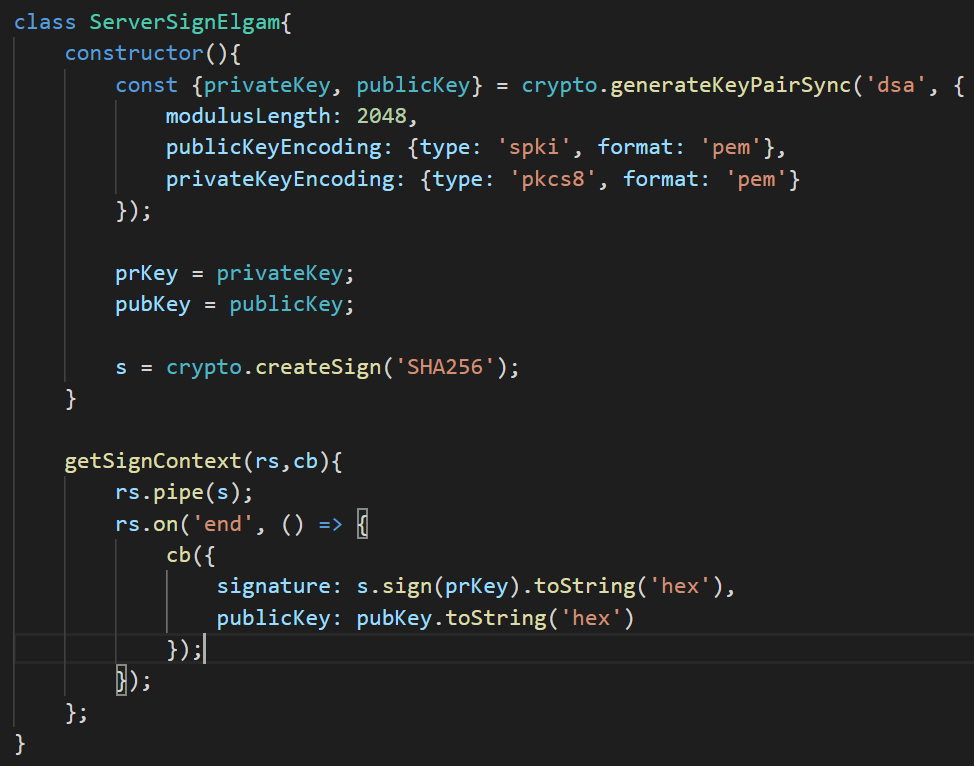 class ServerSignElgam{
constructor(){
const {privateKey, publicKey} = crypto.generateKeyPairSync('dsa', {
modulusLength: 2048,
publicKeyEncoding: {type: 'spki', format: 'pem'},
privateKeyEncoding: {type: 'pkcs8', format: 'pem'}
});
prKey = privateKey;
pubKey = publicKey;
s = crypto.createSign('SHA256');
}
getSignContext(rs,cb){
rs.pipe(s);
rs.on('end', () => {
cb({
signature: s.sign(prKey).toString('hex'),
publicKey: pubKey.toString('hex')
});
});
};
}